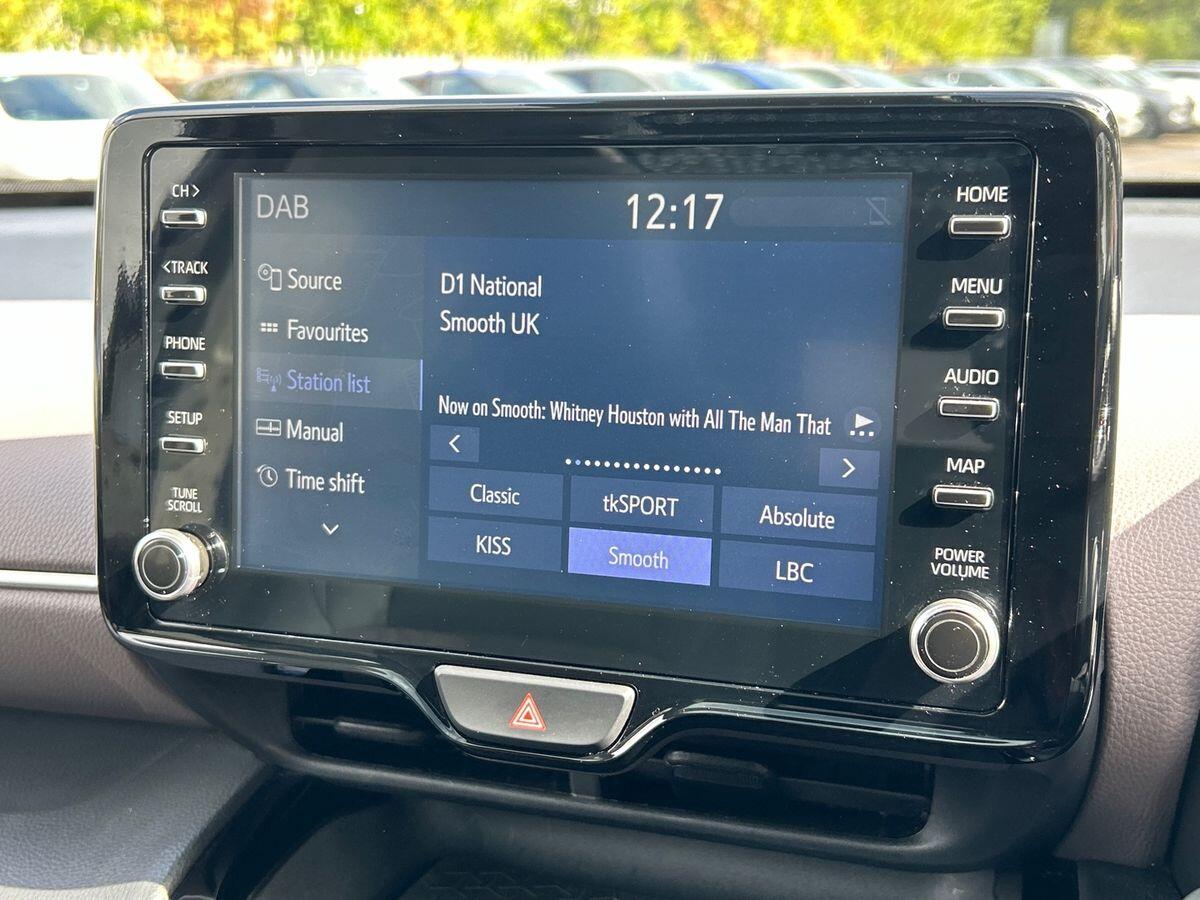 CH>
<TRACK
PHONE
SETUP
TUNE
SCROLL
DAB
12:17
Source
Favourites
Station list
Manual
Time shift
D1 National
Smooth UK
Now on Smooth: Whitney Houston with All The Man That
Classic
tkSPORT
Absolute
KISS
Smooth
LBC
HOME
MENU
AUDIO
MAP
POWER
VOLUME